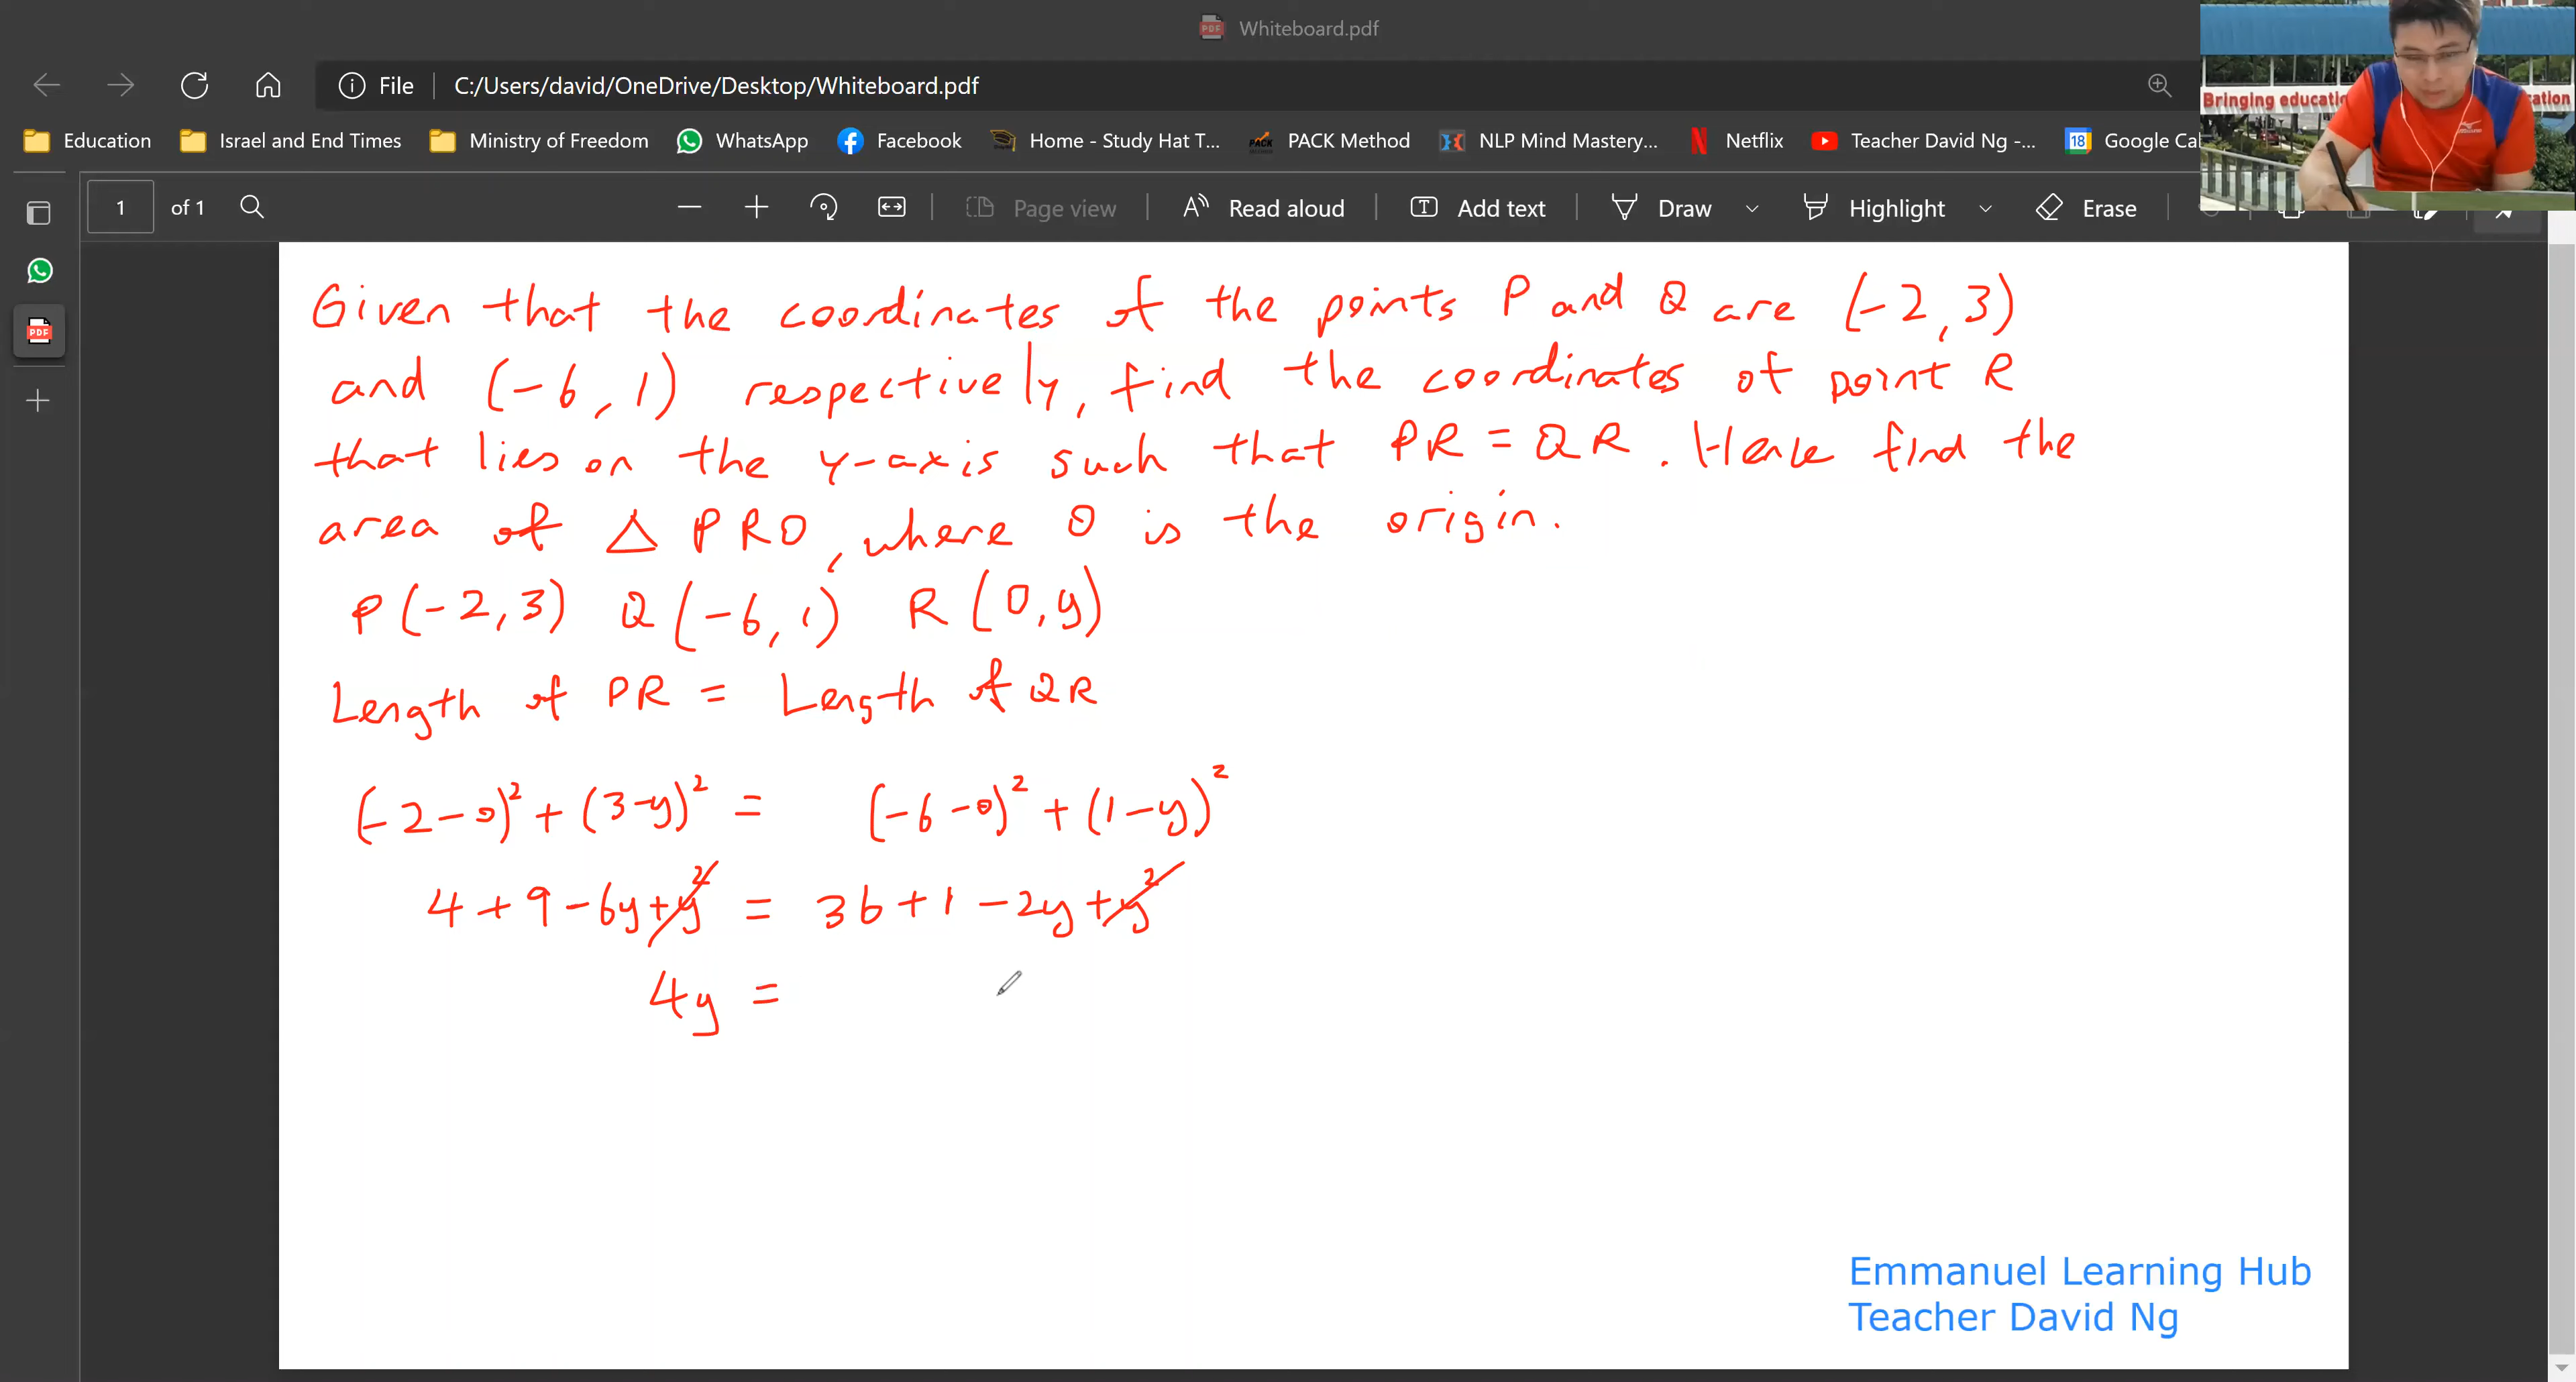 Whiteboard.pdf
File C:/Users/david/OneDrive/Desktop/Whiteboard.pdf
Education Israel and End Times Ministry of Freedom WhatsApp Facebook Home - Study Hat T... PACK Method NLP Mind Mastery... Netflix Teacher David Ng -... 18 Google Cal
Bringing educati
1 of 1 Page view Read aloud Add text Draw Highlight Erase
Given that the coordinates of the points P and Q are (-2, 3)
and (-6, 1) respectively, find the coordinates of point R
that lies on the y-axis such that PR = QR. Hence find the
area of △ PRO, where O is the origin.
P(-2, 3) Q(-6, 1) R(0, y)
Length of PR = Length of QR
(-2-0)² + (3-y)² = (-6-0)² + (1-y)²
4 + 9 - 6y + y² = 36 + 1 - 2y + y²
4y =
Emmanuel Learning Hub
Teacher David Ng